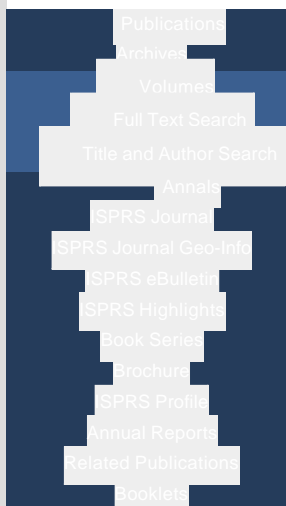 Publications
Archives
Volumes
Full Text Search
Title and Author Search
Annals
ISPRS Journal
ISPRS Journal Geo-Info
ISPRS eBulletin
ISPRS Highlights
Book Series
Brochure
ISPRS Profile
Annual Reports
Related Publications
Booklets